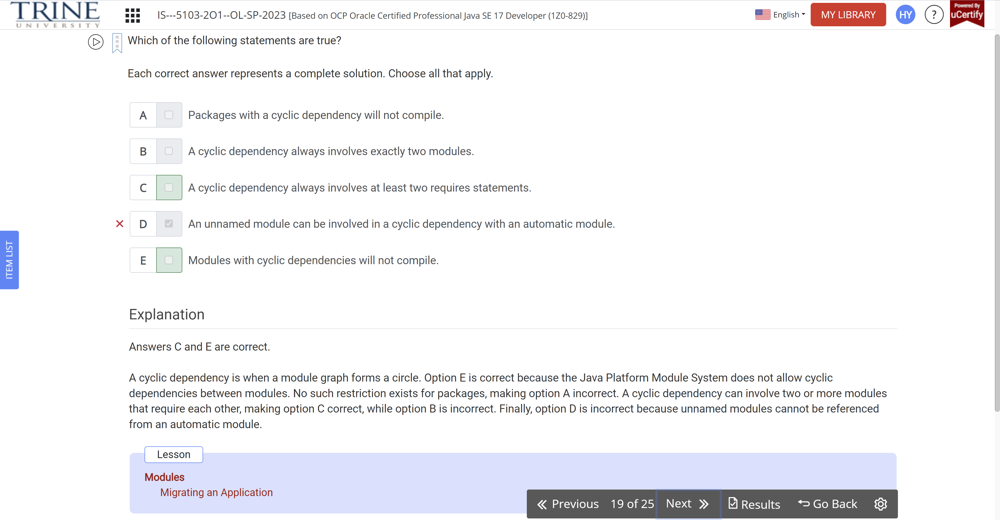 TRINE
UNIVERSITY
IS---5103-2O1--OL-SP-2023 [Based on OCP Oracle Certified Professional Java SE 17 Developer (1Z0-829)]
English
MY LIBRARY
HY
?
Powered By
uCertify
Which of the following statements are true?
Each correct answer represents a complete solution. Choose all that apply.
A Packages with a cyclic dependency will not compile.
B A cyclic dependency always involves exactly two modules.
C A cyclic dependency always involves at least two requires statements.
D An unnamed module can be involved in a cyclic dependency with an automatic module.
E Modules with cyclic dependencies will not compile.
ITEM LIST
Explanation
Answers C and E are correct.
A cyclic dependency is when a module graph forms a circle. Option E is correct because the Java Platform Module System does not allow cyclic
dependencies between modules. No such restriction exists for packages, making option A incorrect. A cyclic dependency can involve two or more modules
that require each other, making option C correct, while option B is incorrect. Finally, option D is incorrect because unnamed modules cannot be referenced
from an automatic module.
Lesson
Modules
Migrating an Application
Previous 19 of 25 Next Results Go Back